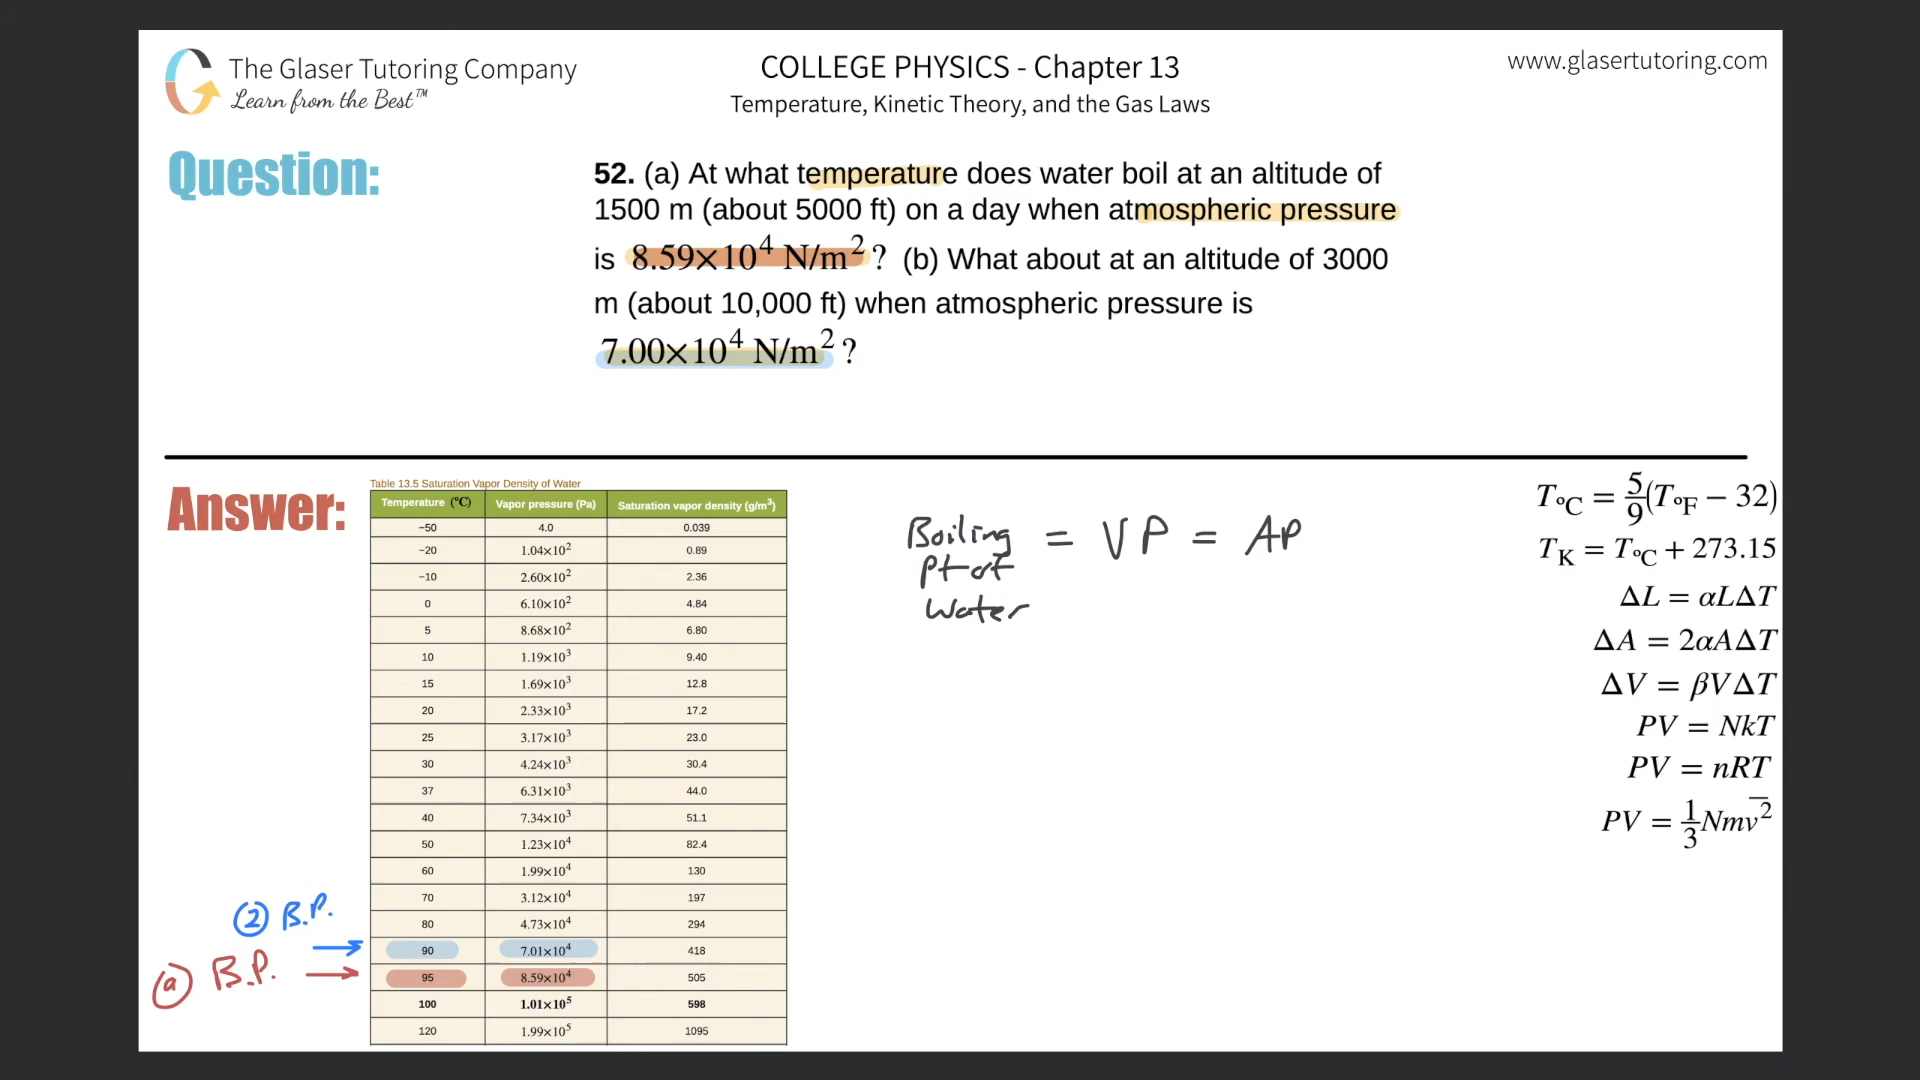 The Glaser Tutoring Company
Learn from the Best™
COLLEGE PHYSICS - Chapter 13
Temperature, Kinetic Theory, and the Gas Laws
www.glasertutoring.com
Question:
52. (a) At what temperature does water boil at an altitude of
1500 m (about 5000 ft) on a day when atmospheric pressure
is 8.59×10⁴ N/m²? (b) What about at an altitude of 3000
m (about 10,000 ft) when atmospheric pressure is
7.00×10⁴ N/m²?
Answer:
Table 13.5 Saturation Vapor Density of Water
Temperature (°C) Vapor pressure (Pa) Saturation vapor density (g/m³)
−50 4.0 0.039
−20 1.04×10² 0.89
−10 2.60×10² 2.36
0 6.10×10² 4.84
5 8.68×10² 6.80
10 1.19×10³ 9.40
15 1.69×10³ 12.8
20 2.33×10³ 17.2
25 3.17×10³ 23.0
30 4.24×10³ 30.4
37 6.31×10³ 44.0
40 7.34×10³ 51.1
50 1.23×10⁴ 82.4
60 1.99×10⁴ 130
70 3.12×10⁴ 197
80 4.73×10⁴ 294
90 7.01×10⁴ 418
95 8.59×10⁴ 505
100 1.01×10⁵ 598
120 1.99×10⁵ 1095
② B.P.
ⓐ B.P.
Boiling = VP = AP
Pt of
Water
T°C = 5/9(T°F − 32)
TK = T°C + 273.15
ΔL = αLΔT
ΔA = 2αAΔT
ΔV = βVΔT
PV = NkT
PV = nRT
PV = 1/3 Nmv̅²